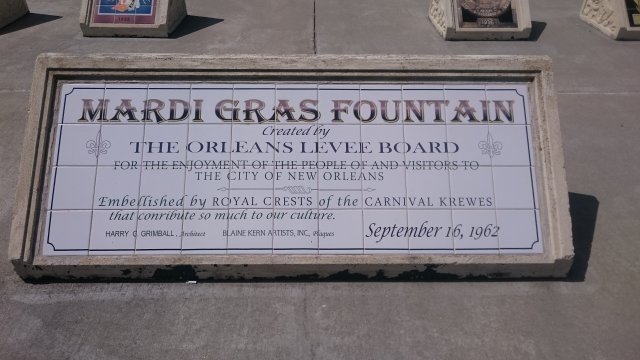 MARDI GRAS FOUNTAIN
Created by
THE ORLEANS LEVEE BOARD
FOR THE ENJOYMENT OF THE PEOPLE OF AND VISITORS TO
THE CITY OF NEW ORLEANS
Embellished by ROYAL CRESTS of the CARNIVAL KREWES
that conribute so much to our culture.
HARRY G. GRIMBALL, Architect BLAINE KERN ARTISTS, INC., Plaques September 16, 1962